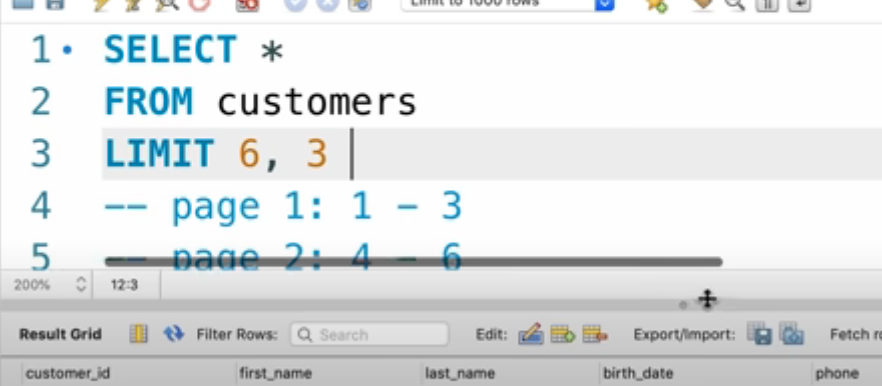 Limit to 1000 rows
1 SELECT *
2 FROM customers
3 LIMIT 6, 3
4 -- page 1: 1 - 3
5 -- page 2: 4 - 6
200% 12:3
Result Grid Filter Rows: Search Edit: Export/Import: Fetch
customer_id first_name last_name birth_date phone